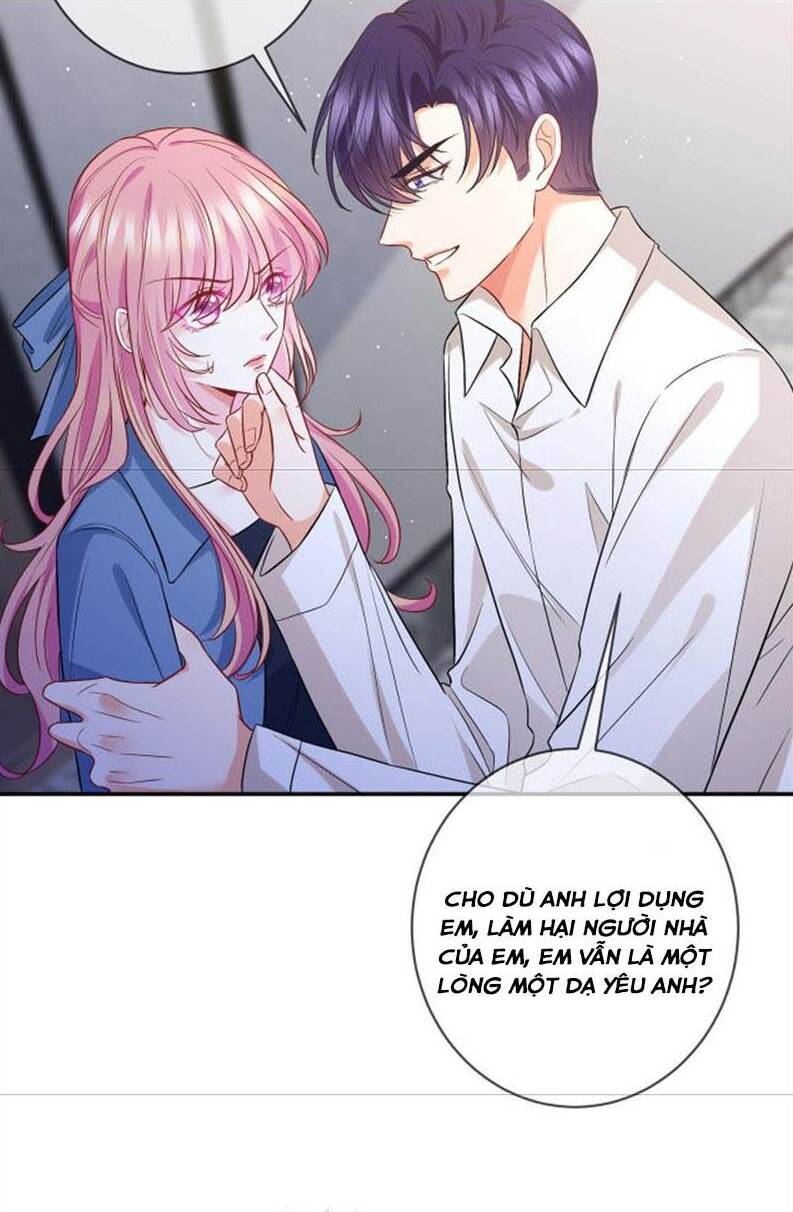 CHO DÙ ANH LỢI DỤNG
EM, LÀM HẠI NGƯỜI NHÀ
CỦA EM, EM VẪN LÀ MỘT
LÒNG MỘT DẠ YÊU ANH?